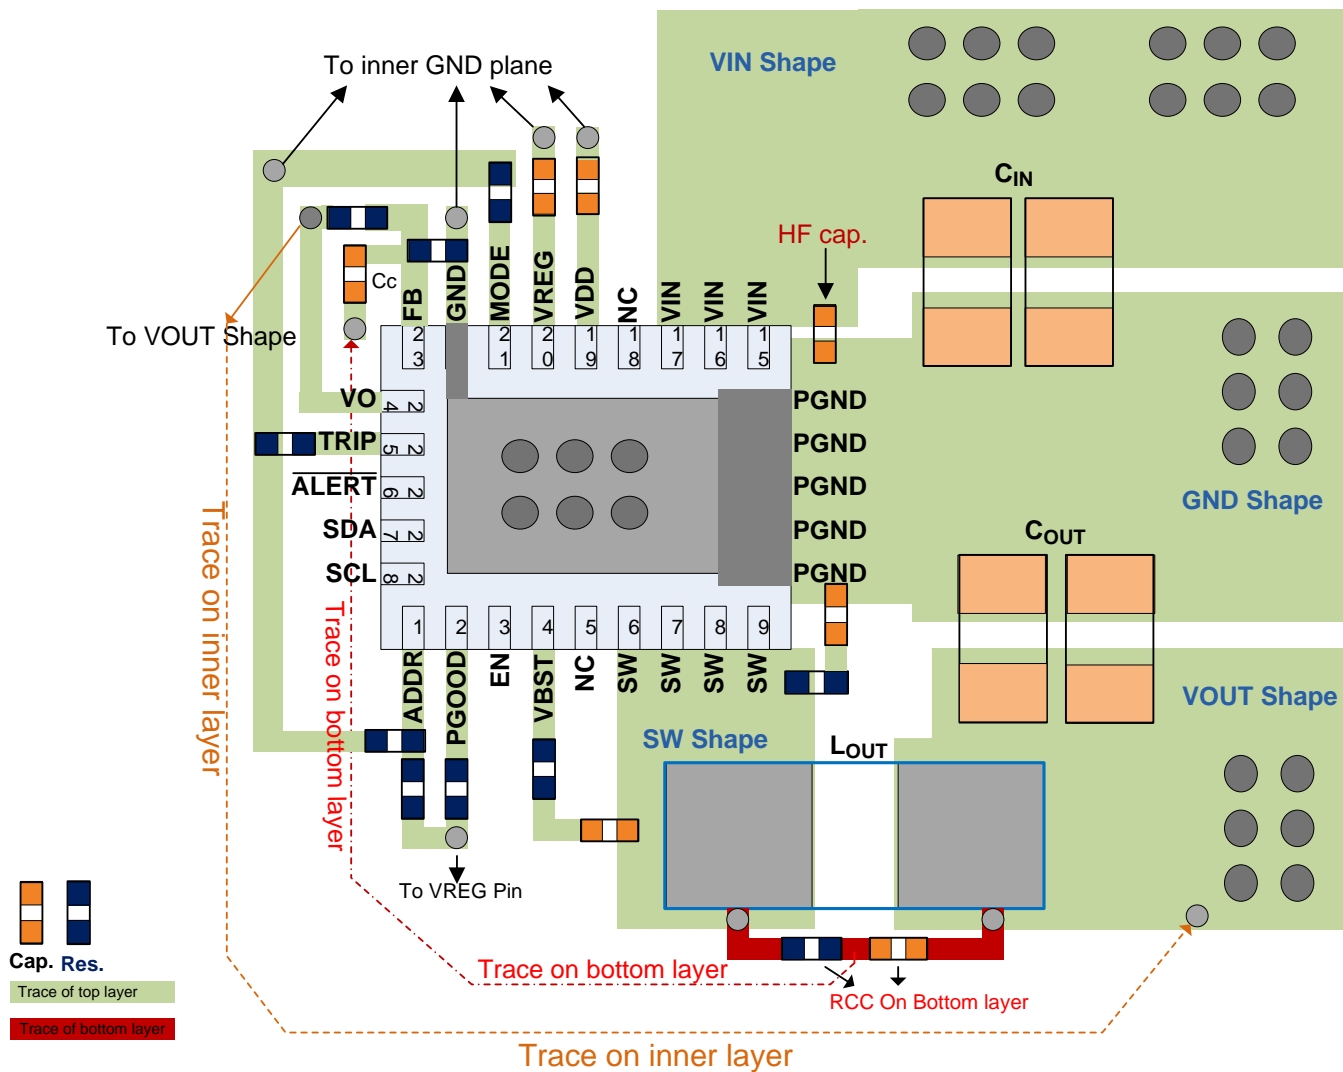 To inner GND plane
VIN Shape
C_IN
HF cap.
Cc
FB
GND
MODE
VREG
VDD
NC
VIN
VIN
VIN
To VOUT Shape
23
21
20
19
18
17
16
15
VO
TRIP
ALERT
SDA
SCL
24
25
26
27
28
PGND
PGND
PGND
PGND
PGND
GND Shape
C_OUT
1
2
3
4
5
6
7
8
9
ADDR
PGOOD
EN
VBST
NC
SW
SW
SW
SW
VOUT Shape
SW Shape
L_OUT
Trace on inner layer
Trace on bottom layer
To VREG Pin
Cap.
Res.
Trace of top layer
Trace of bottom layer
Trace on bottom layer
RCC On Bottom layer
Trace on inner layer